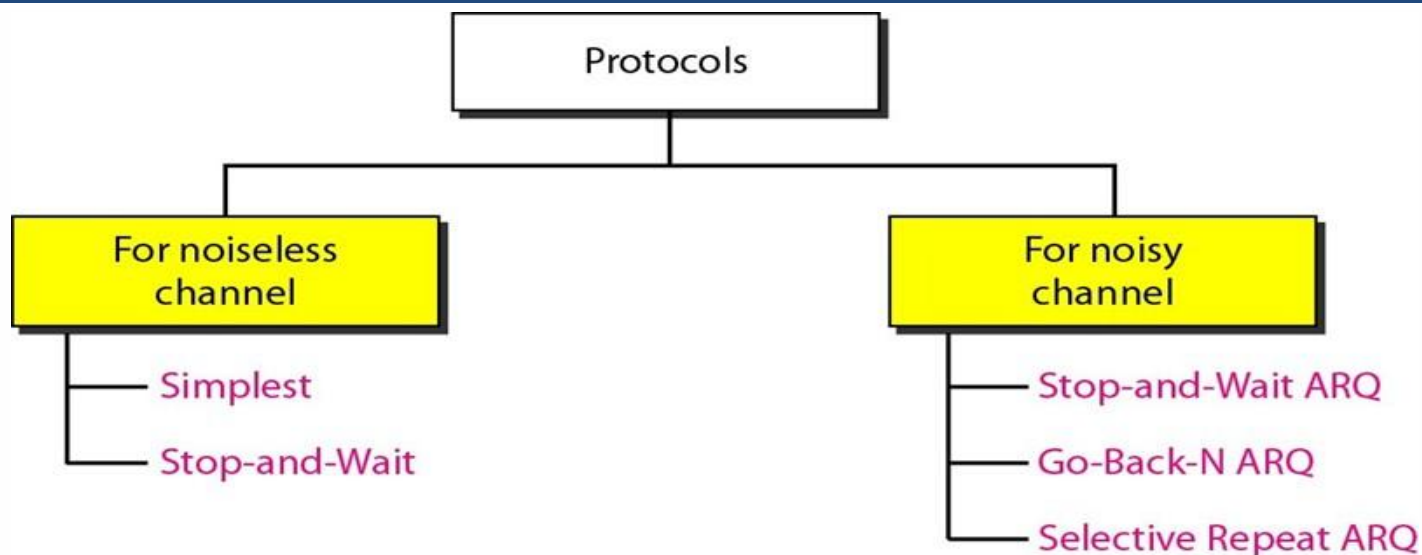 Protocols
For noiseless
channel
Simplest
Stop-and-Wait
For noisy
channel
Stop-and-Wait ARQ
Go-Back-N ARQ
Selective Repeat ARQ